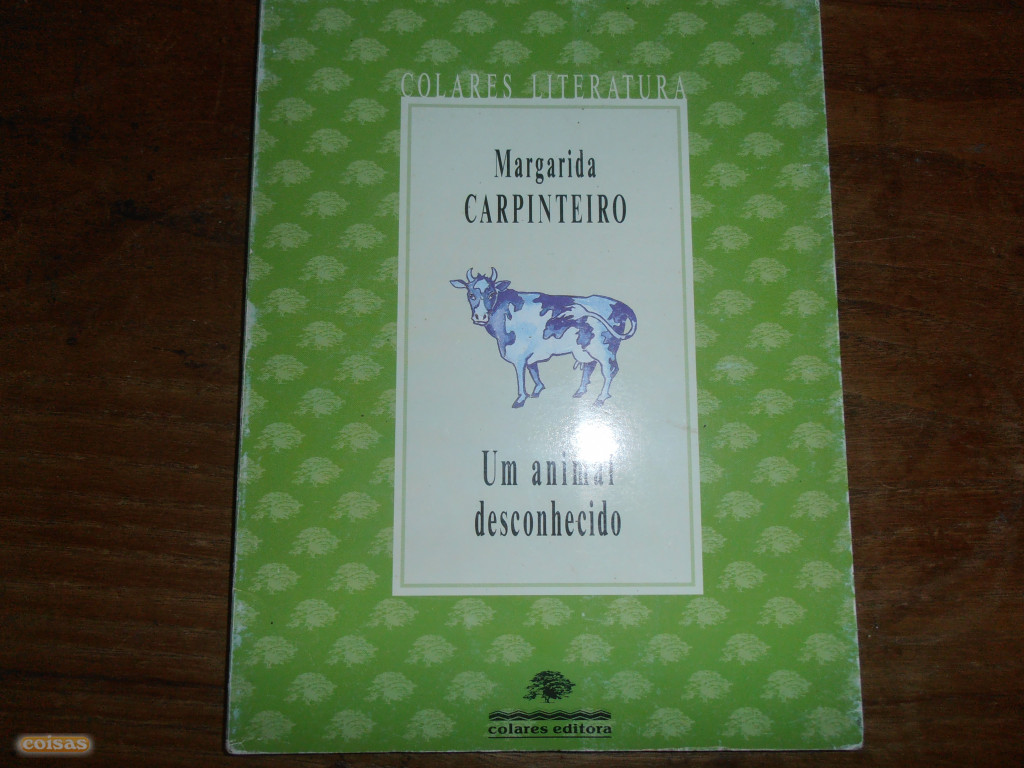 COLARES LITERATURA
Margarida
CARPINTEIRO
Um animal
desconhecido
colares editora
coisas